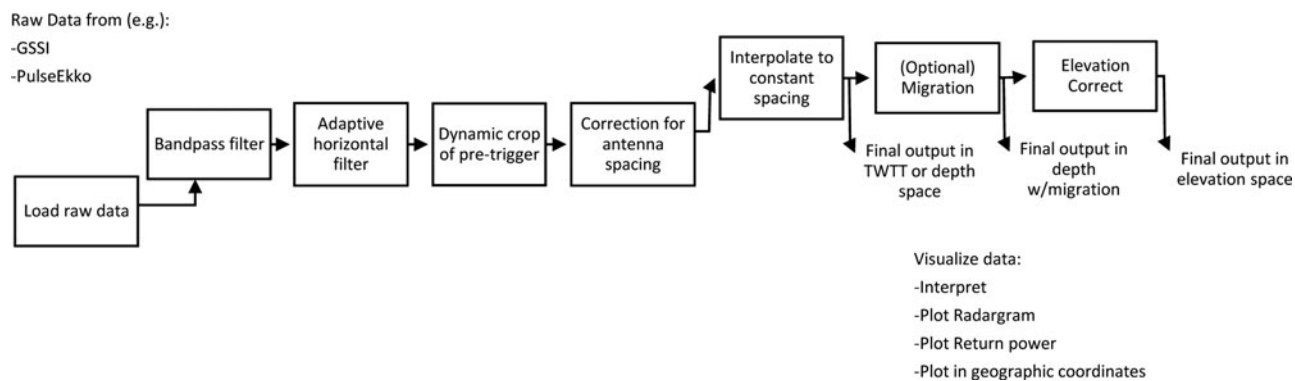 Raw Data from (e.g.):
-GSSI
-PulseEkko
Load raw data
Bandpass filter
Adaptive
horizontal
filter
Dynamic crop
of pre-trigger
Correction for
antenna
spacing
Interpolate to
constant
spacing
(Optional)
Migration
Elevation
Correct
Final output in
TWTT or depth
space
Final output in
depth
w/migration
Final output in
elevation space
Visualize data:
-Interpret
-Plot Radargram
-Plot Return power
-Plot in geographic coordinates